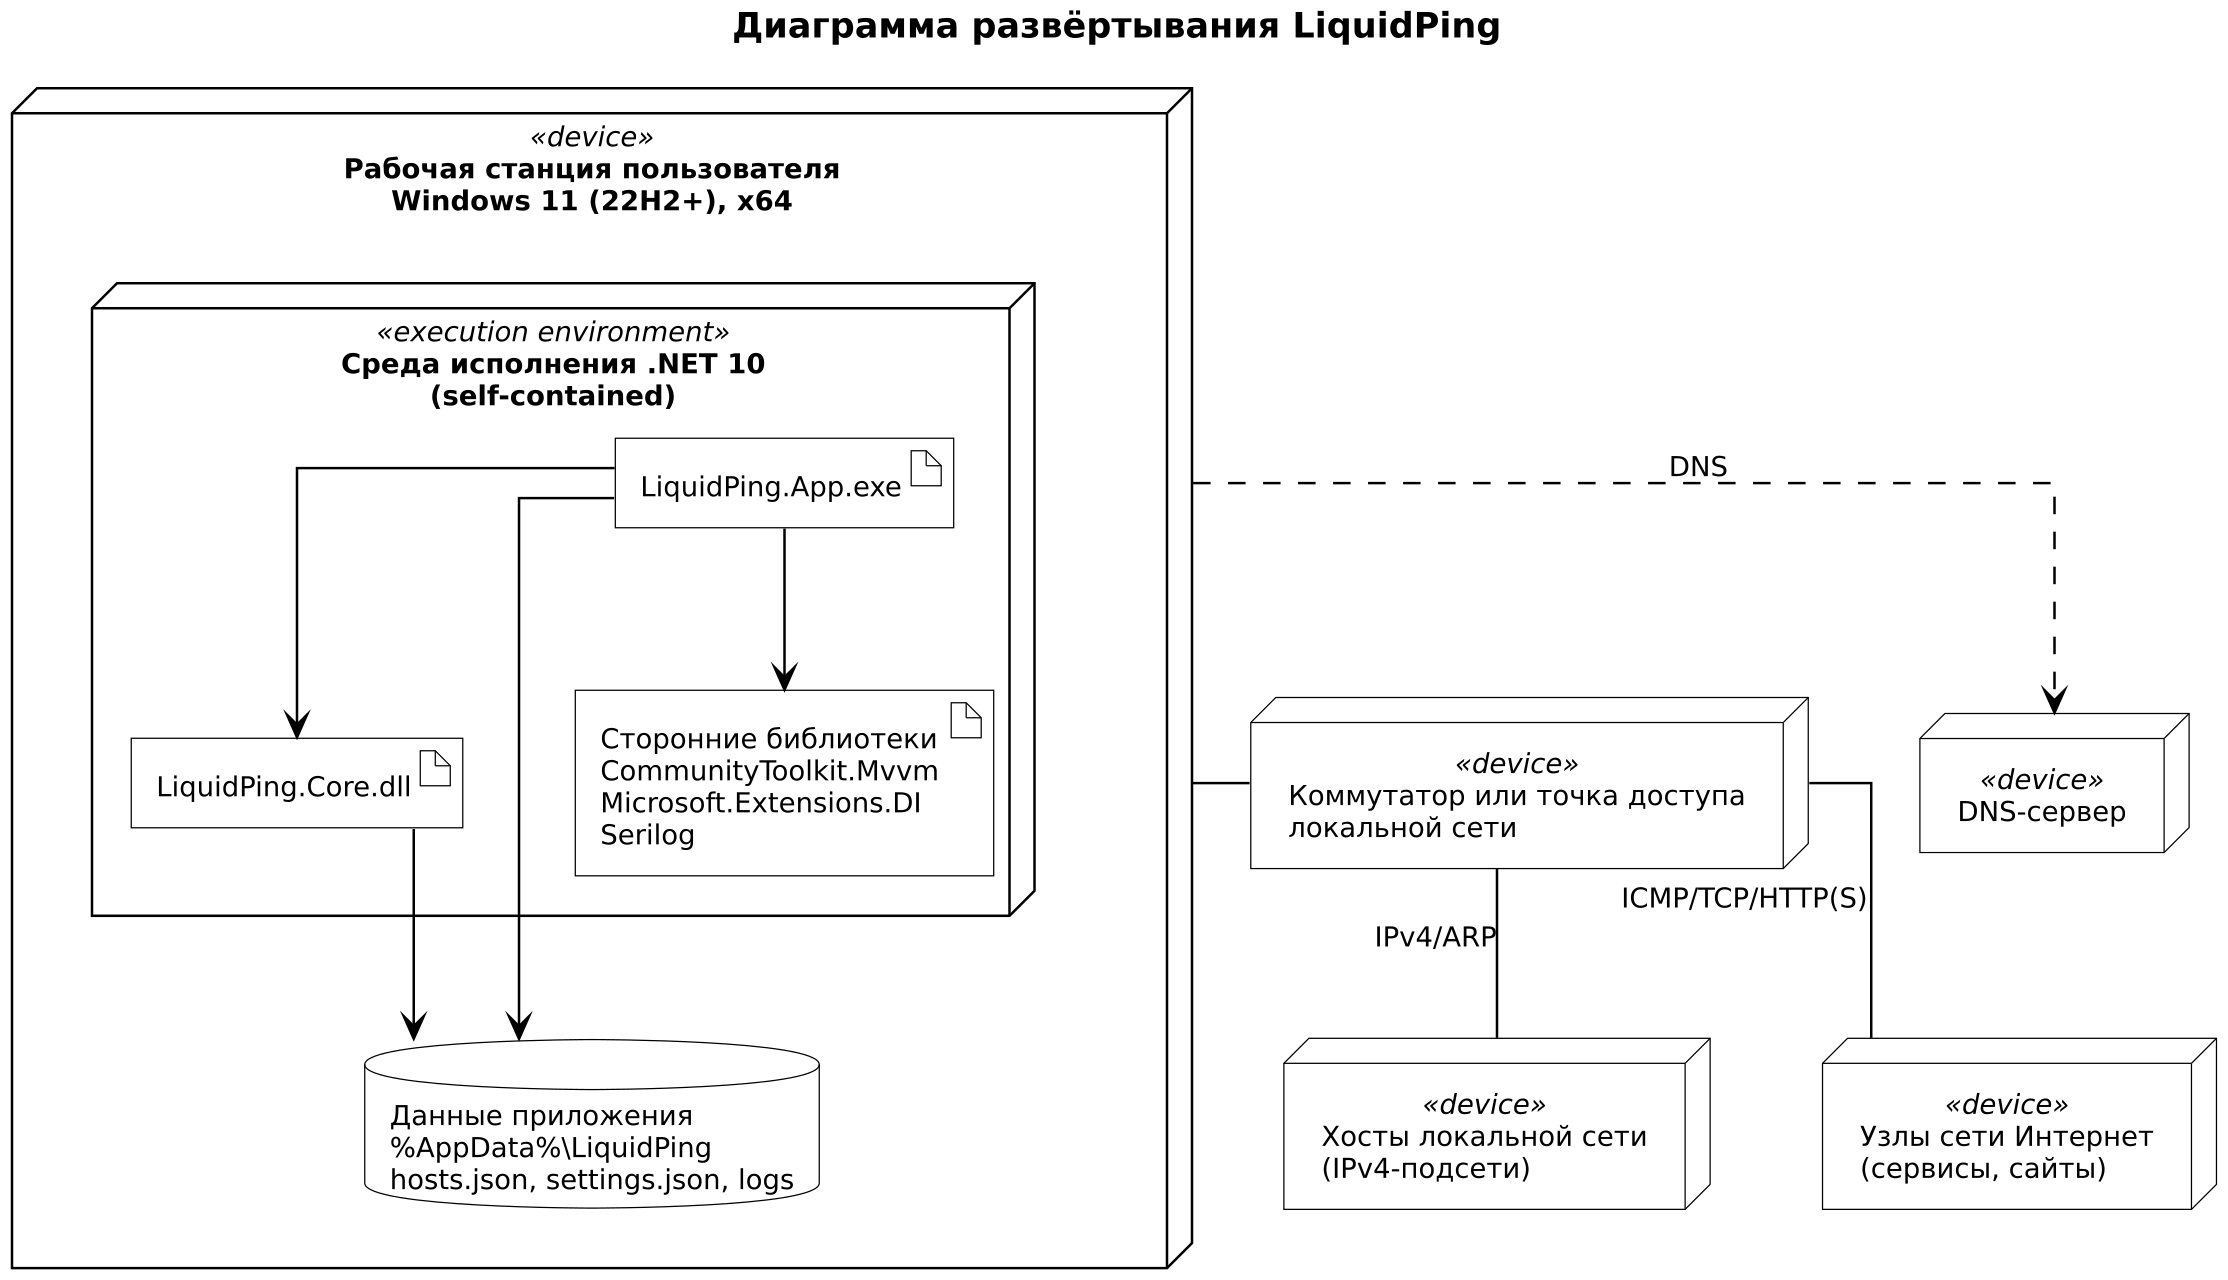 Диаграмма развёртывания LiquidPing
«device»
Рабочая станция пользователя
Windows 11 (22H2+), x64
«execution environment»
Среда исполнения .NET 10
(self-contained)
LiquidPing.App.exe
LiquidPing.Core.dll
Сторонние библиотеки
CommunityToolkit.Mvvm
Microsoft.Extensions.DI
Serilog
Данные приложения
%AppData%\LiquidPing
hosts.json, settings.json, logs
DNS
«device»
Коммутатор или точка доступа
локальной сети
«device»
DNS-сервер
ICMP/TCP/HTTP(S)
IPv4/ARP
«device»
Хосты локальной сети
(IPv4-подсети)
«device»
Узлы сети Интернет
(сервисы, сайты)